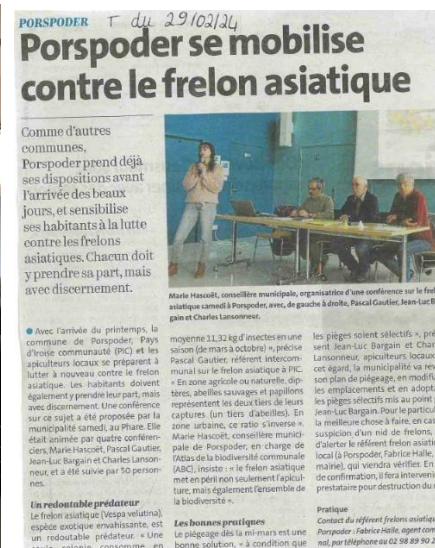 PORSPODER T du 29/02/24
Porspoder se mobilise
contre le frelon asiatique
Comme d'autres
communes,
Porspoder prend déjà
ses dispositions avant
l'arrivée des beaux
jours, et sensibilise
ses habitants à la lutte
contre les frelons
asiatiques. Chacun doit
y prendre sa part, mais
avec discernement.
Marie Hascoët, conseillère municipale, organisatrice d'une conférence sur le frel
asiatique samedi à Porspoder, avec, de gauche à droite, Pascal Gautier, Jean-Luc B
gain et Charles Lansonneur.
Avec l'arrivée du printemps, la
commune de Porspoder, Pays
d'Iroise communauté (PIC) et les
apiculteurs locaux se préparent à
lutter à nouveau contre le frelon
asiatique. Les habitants doivent
également y prendre leur part, mais
avec discernement. Une conférence
sur ce sujet a été proposée par la
municipalité samedi, au Phare. Elle
était animée par quatre conféren-
ciers, Marie Hascoët, Pascal Gautier,
Jean-Luc Bargain et Charles Lanson-
neur, et a été suivie par 50 person-
nes.
Un redoutable prédateur
Le frelon asiatique (Vespa velutina),
espèce exotique envahissante, est
un redoutable prédateur. « Une
colonie consomme en
moyenne 11,32 kg d'insectes en une
saison (de mars à octobre) », précise
Pascal Gautier, référent intercom-
munal sur le frelon asiatique à PIC.
« En zone agricole ou naturelle, dip-
tères, abeilles sauvages et papillons
représentent les deux tiers de leurs
captures (un tiers d'abeilles). En
zone urbaine, ce ratio s'inverse ».
Marie Hascoët, conseillère munici-
pale de Porspoder, en charge de
l'Atlas de la biodiversité communale
(ABC), insiste : « le frelon asiatique
met en péril non seulement l'apicul-
ture, mais également l'ensemble de
la biodiversité ».
Les bonnes pratiques
Le piégeage dès la mi-mars est une
bonne solution, « à condition que
les pièges soient sélectifs », pré
sent Jean-Luc Bargain et Char
Lansonneur, apiculteurs locaux
cet égard, la municipalité va rev
son plan de piégeage, en modifia
les emplacements et en adopt
les pièges sélectifs mis au point
Jean-Luc Bargain. Pour le particul
la meilleure chose à faire, en cas
suspicion d'un nid de frelons,
d'alerter le référent frelon asiatiq
local (à Porspoder, Fabrice Halle,
mairie), qui viendra vérifier. En
de confirmation, il fera interveni
prestataire pour destruction du
Pratique
Contact du référent frelons asiatiqu
Porspoder : Fabrice Halle, agent com
nal, par téléphone au 02 98 89 90 2